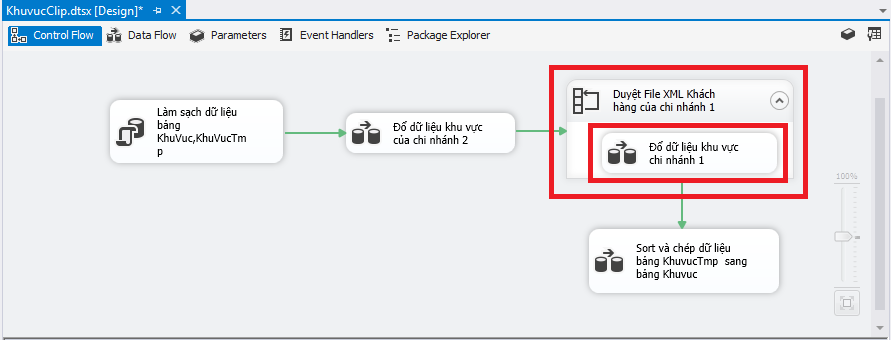 KhuvucClip.dtsx [Design]*
Control Flow
Data Flow
Parameters
Event Handlers
Package Explorer
Làm sạch dữ liệu
bảng
KhuVuc,KhuVucTm
p
Đổ dữ liệu khu vực
của chi nhánh 2
Duyệt File XML Khách
hàng của chi nhánh 1
Đổ dữ liệu khu vực
chi nhánh 1
Sort và chép dữ liệu
bảng KhuvucTmp sang
bảng Khuvuc
100%